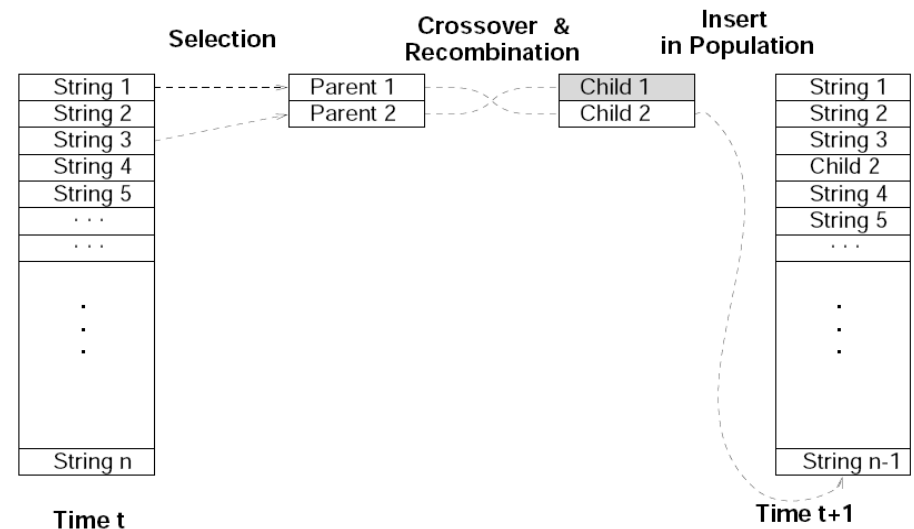 Selection
Crossover &
Recombination
Insert
in Population
String 1
String 2
String 3
String 4
String 5
. . .
. . .
.
.
.
String n
Time t
Parent 1
Parent 2
Child 1
Child 2
String 1
String 2
String 3
Child 2
String 4
String 5
. . .
.
.
.
String n-1
Time t+1